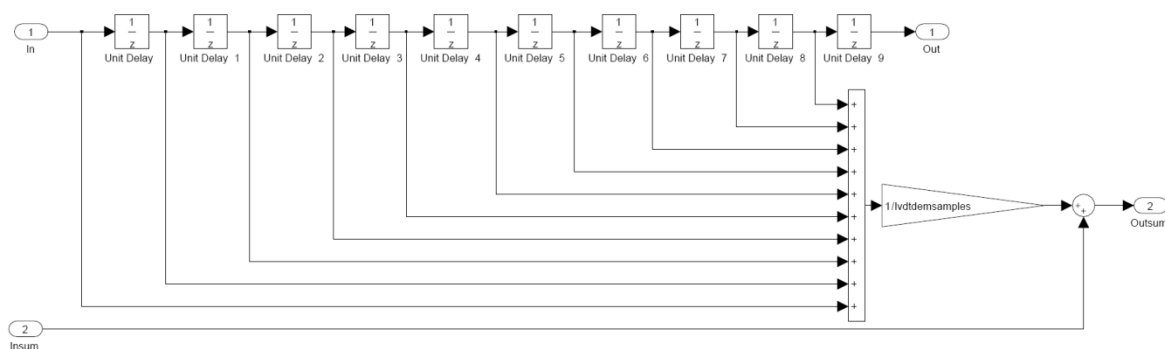 1
In
1
z
Unit Delay
1
z
Unit Delay 1
1
z
Unit Delay 2
1
z
Unit Delay 3
1
z
Unit Delay 4
1
z
Unit Delay 5
1
z
Unit Delay 6
1
z
Unit Delay 7
1
z
Unit Delay 8
1
z
Unit Delay 9
1
Out
+
+
+
+
+
+
+
+
+
+
1/lvdtdemsamples
+
+
2
Outsum
2
Insum